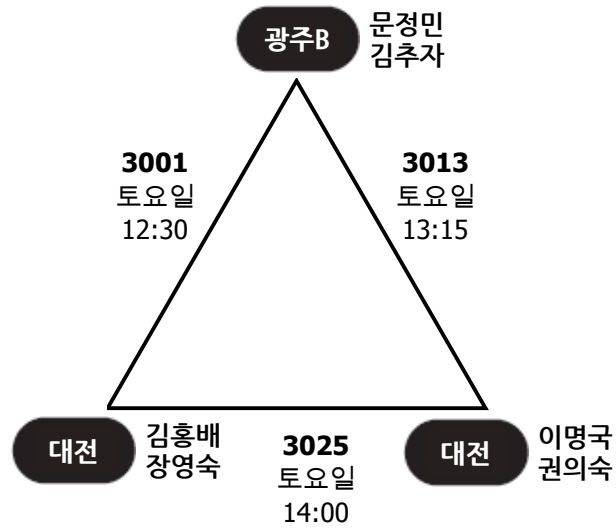 광주B
문정민
김추자
3001
토요일
12:30
3013
토요일
13:15
대전
김홍배
장영숙
3025
토요일
14:00
대전
이명국
권의숙